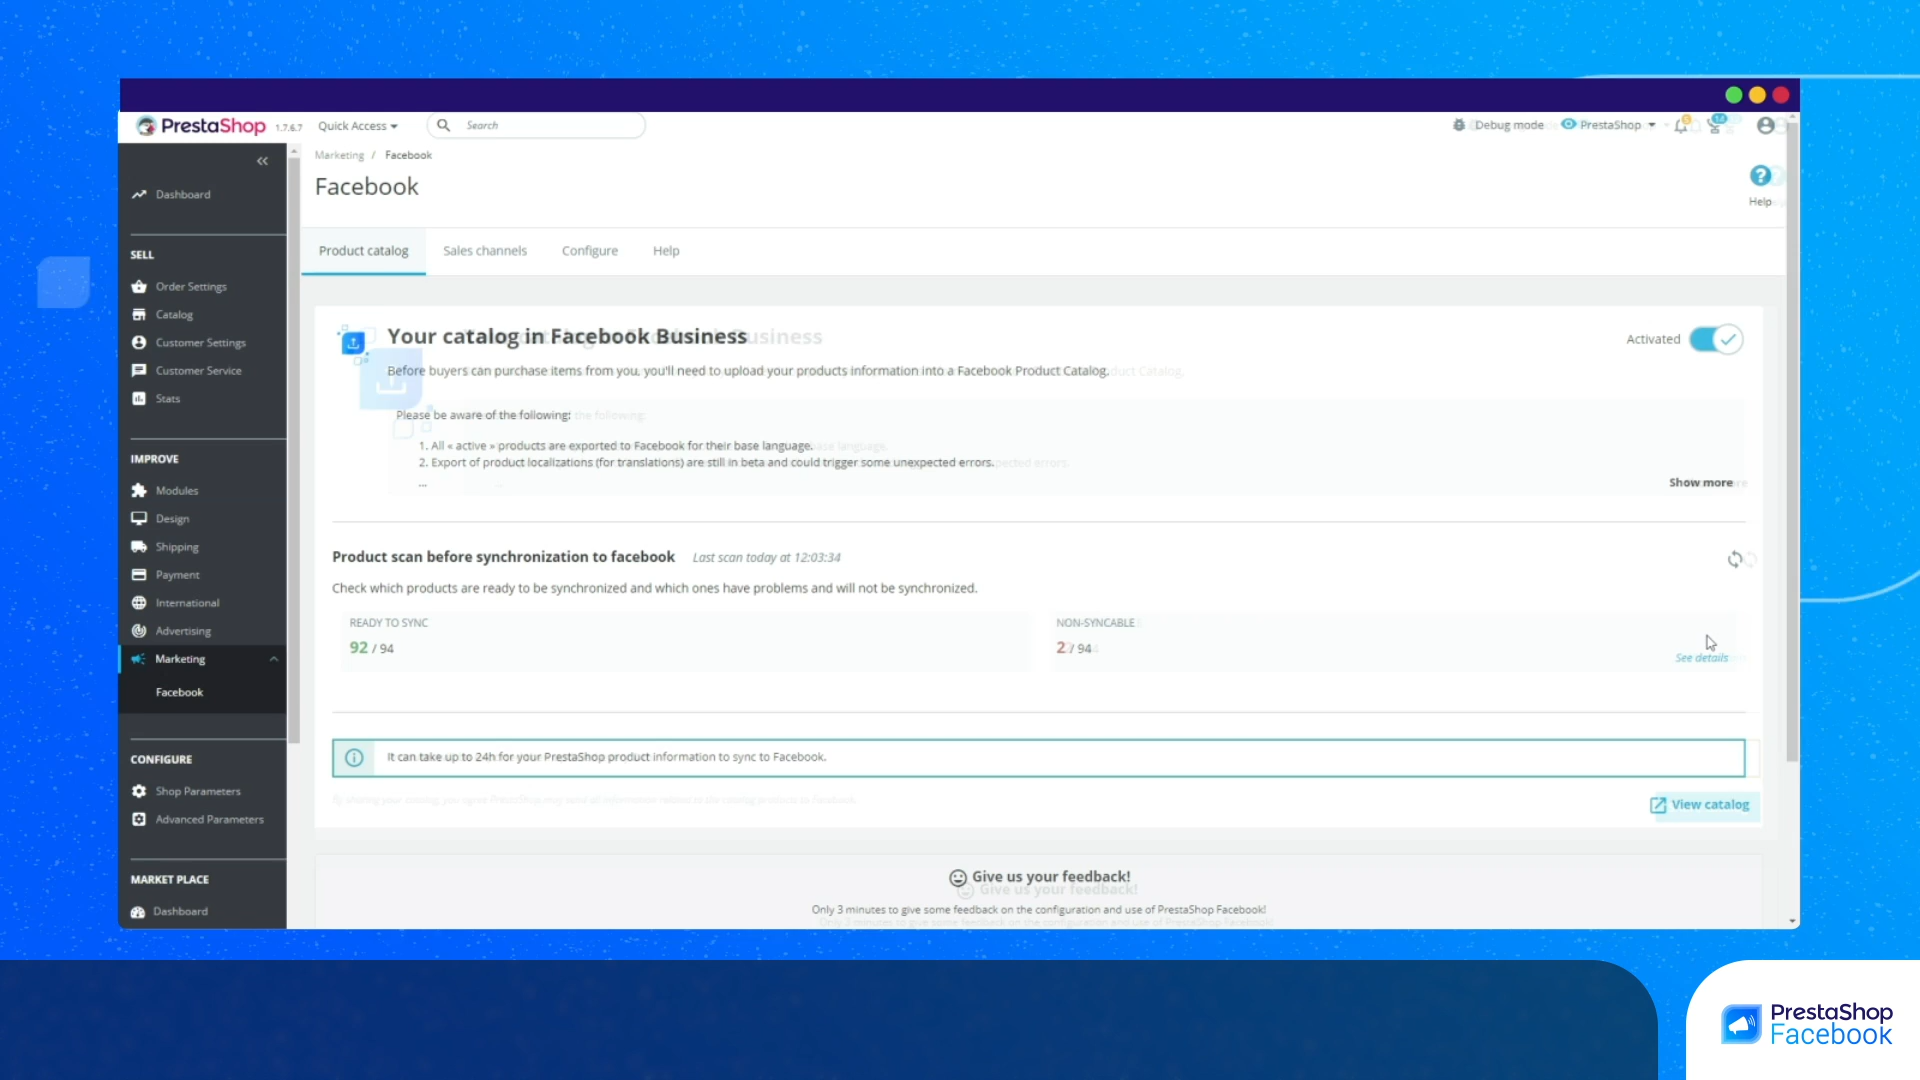 PrestaShop 1.7.6.7 Quick Access Search Debug mode PrestaShop 5 14
Marketing / Facebook
Facebook
Help
Product catalog Sales channels Configure Help
Dashboard
SELL
Order Settings
Catalog
Customer Settings
Customer Service
Stats
IMPROVE
Modules
Design
Shipping
Payment
International
Advertising
Marketing
Facebook
CONFIGURE
Shop Parameters
Advanced Parameters
MARKET PLACE
Dashboard
Your catalog in Facebook Business
Activated
Before buyers can purchase items from you, you'll need to upload your products information into a Facebook Product Catalog.
Please be aware of the following:
1. All « active » products are exported to Facebook for their base language.
2. Export of product localizations (for translations) are still in beta and could trigger some unexpected errors.
...
Show more
Product scan before synchronization to facebook Last scan today at 12:03:34
Check which products are ready to be synchronized and which ones have problems and will not be synchronized.
READY TO SYNC
92 / 94
NON-SYNCABLE
2 / 94
See details
It can take up to 24h for your PrestaShop product information to sync to Facebook.
View catalog
Give us your feedback!
Only 3 minutes to give some feedback on the configuration and use of PrestaShop Facebook!
PrestaShop
Facebook